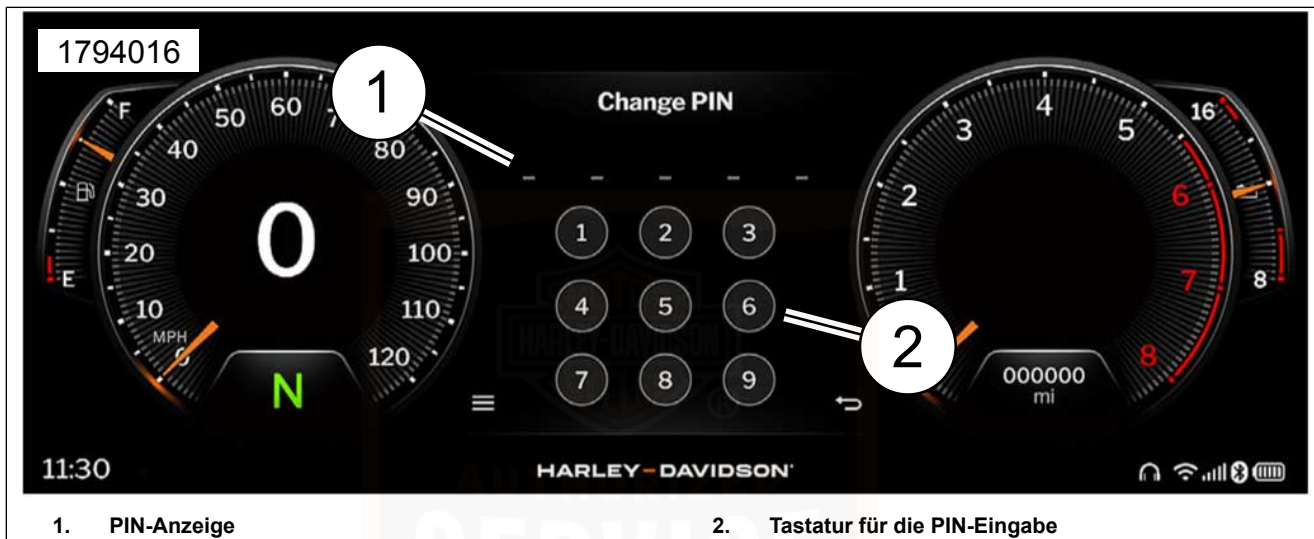 1794016
1
Change PIN
F
E
0
10
20
30
40
50
60
80
90
100
110
120
MPH
0
N
1 2 3
4 5 6
7 8 9
2
1
2
3
4
5
6
7
8
000000
mi
16
8
11:30
HARLEY-DAVIDSON
HARLEY-DAVIDSON
1. PIN-Anzeige
2. Tastatur für die PIN-Eingabe